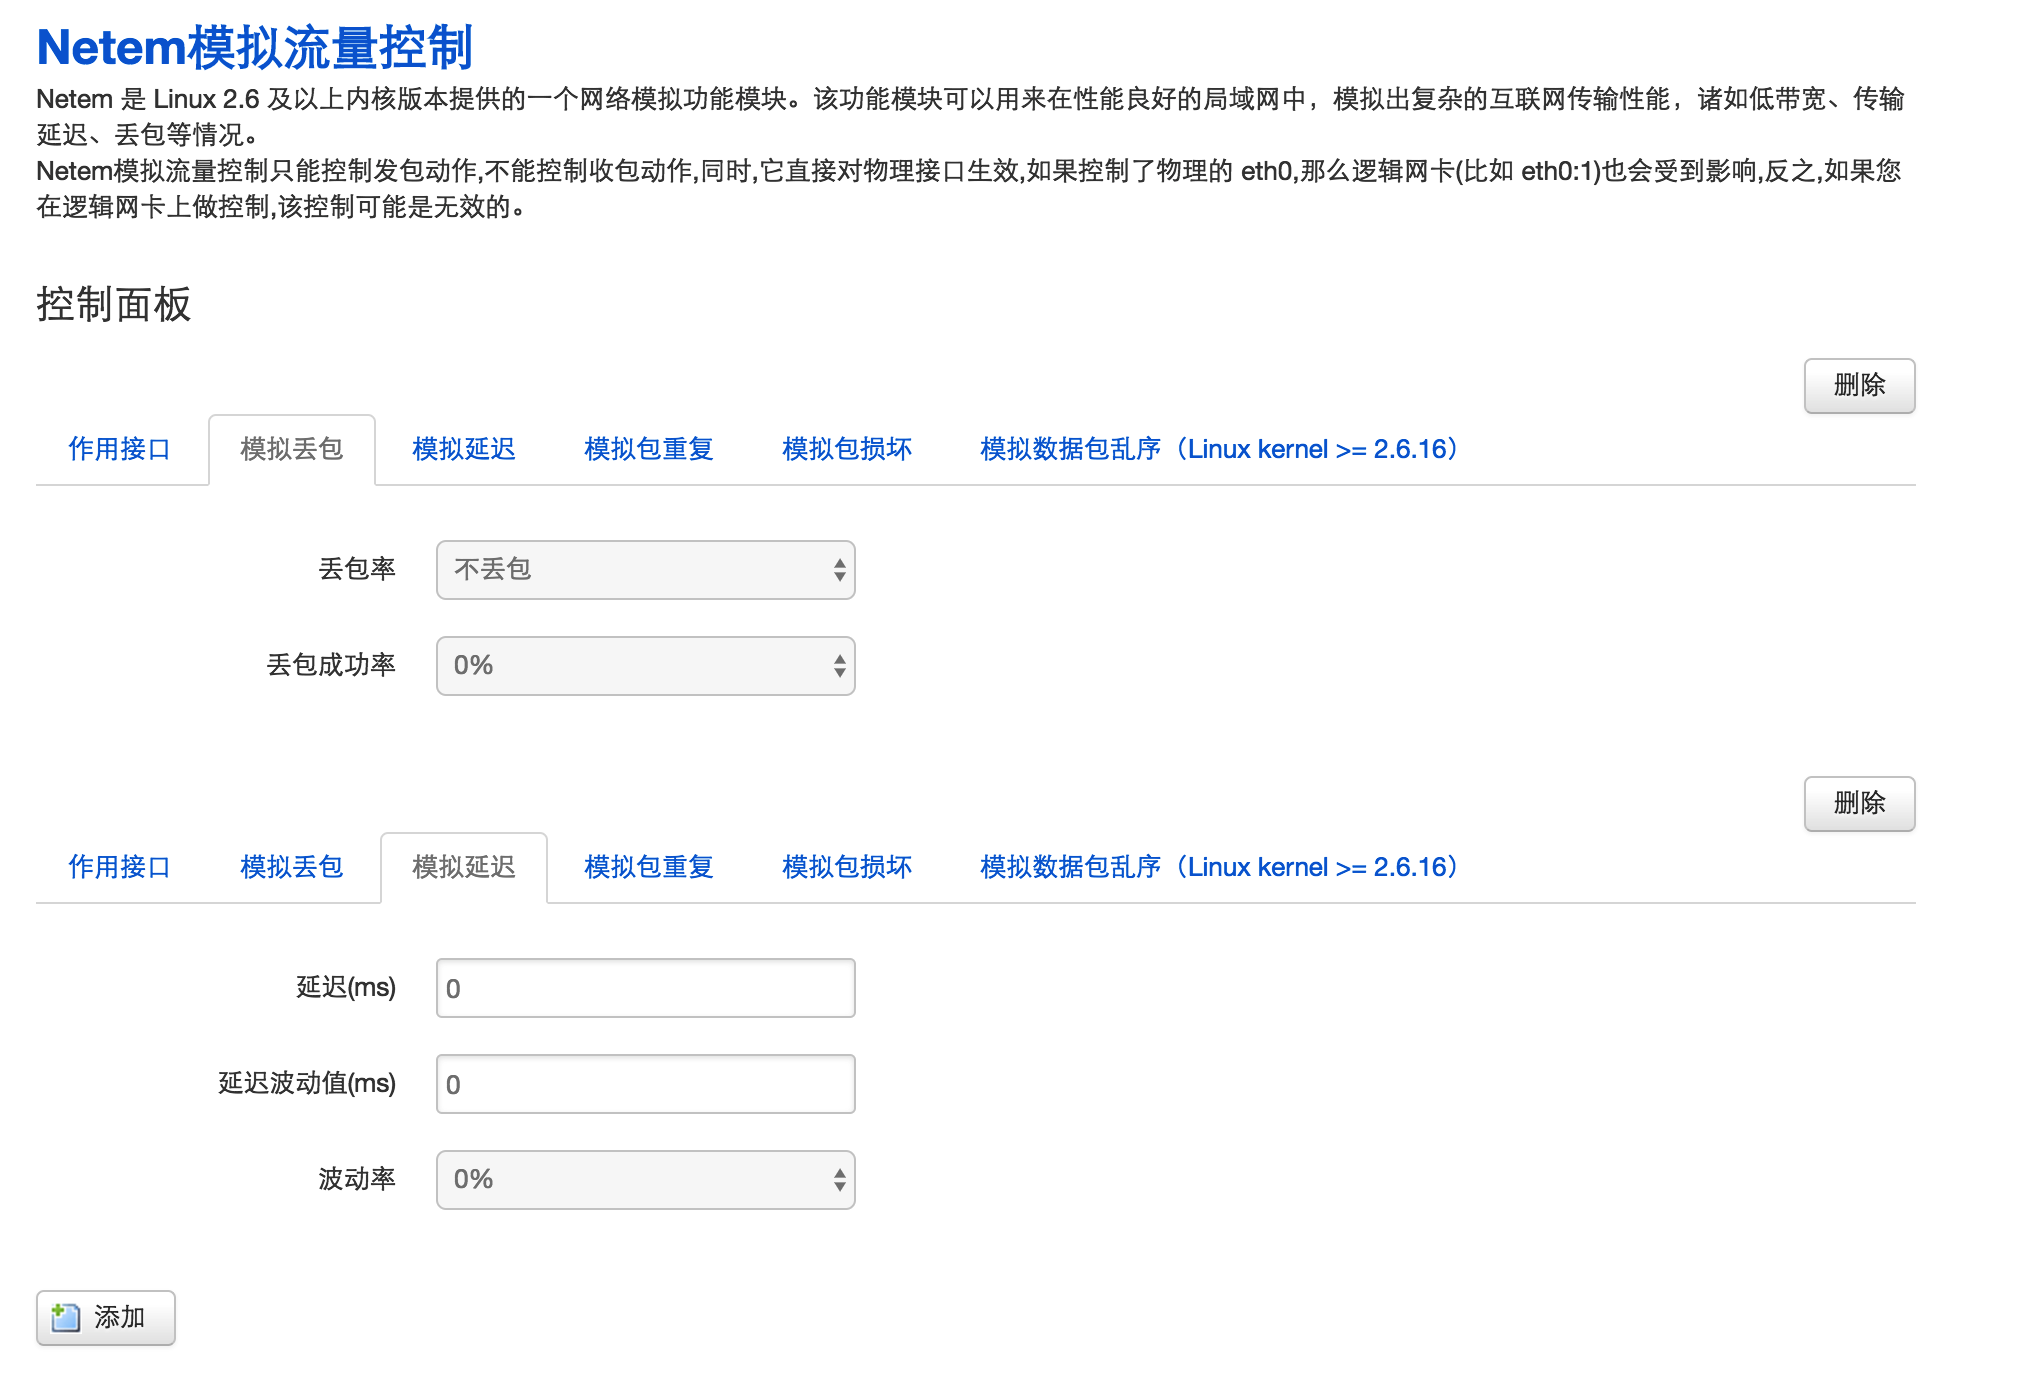 Netem模拟流量控制
Netem 是 Linux 2.6 及以上内核版本提供的一个网络模拟功能模块。该功能模块可以用来在性能良好的局域网中，模拟出复杂的互联网传输性能，诸如低带宽、传输
延迟、丢包等情况。
Netem模拟流量控制只能控制发包动作,不能控制收包动作,同时,它直接对物理接口生效,如果控制了物理的 eth0,那么逻辑网卡(比如 eth0:1)也会受到影响,反之,如果您
在逻辑网卡上做控制,该控制可能是无效的。
控制面板
删除
作用接口 模拟丢包 模拟延迟 模拟包重复 模拟包损坏 模拟数据包乱序（Linux kernel >= 2.6.16）
丢包率 不丢包
丢包成功率 0%
删除
作用接口 模拟丢包 模拟延迟 模拟包重复 模拟包损坏 模拟数据包乱序（Linux kernel >= 2.6.16）
延迟(ms) 0
延迟波动值(ms) 0
波动率 0%
添加